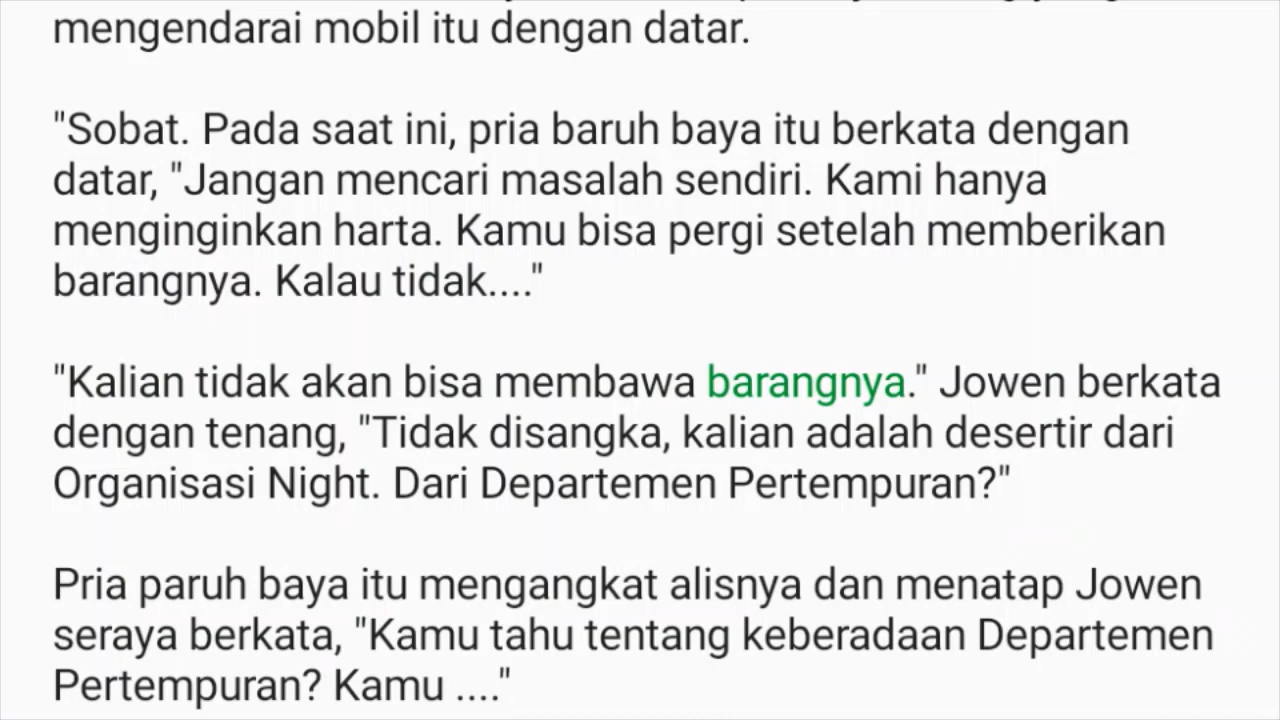 mengendarai mobil itu dengan datar.
"Sobat. Pada saat ini, pria baruh baya itu berkata dengan
datar, "Jangan mencari masalah sendiri. Kami hanya
menginginkan harta. Kamu bisa pergi setelah memberikan
barangnya. Kalau tidak...."
"Kalian tidak akan bisa membawa barangnya." Jowen berkata
dengan tenang, "Tidak disangka, kalian adalah desertir dari
Organisasi Night. Dari Departemen Pertempuran?"
Pria paruh baya itu mengangkat alisnya dan menatap Jowen
seraya berkata, "Kamu tahu tentang keberadaan Departemen
Pertempuran? Kamu ...."